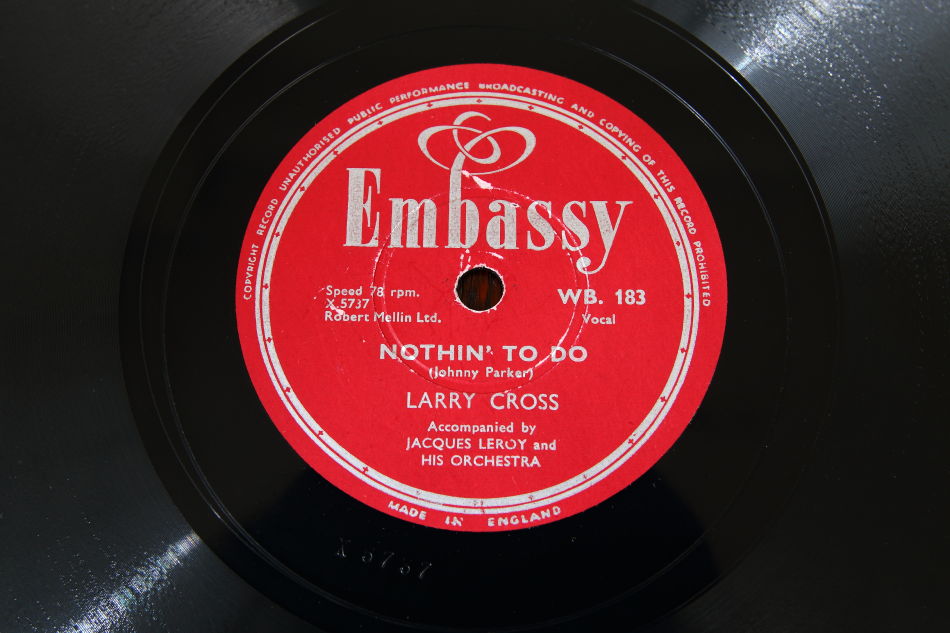 COPYRIGHT RECORD UNAUTHORISED PUBLIC PERFORMANCE BROADCASTING AND COPYING OF THIS RECORD PROHIBITED
Embassy
Speed 78 rpm.
X.5737
Robert Mellin Ltd.
WB. 183
Vocal
NOTHIN' TO DO
(Johnny Parker)
LARRY CROSS
Accompanied by
JACQUES LEROY and
HIS ORCHESTRA
MADE IN ENGLAND